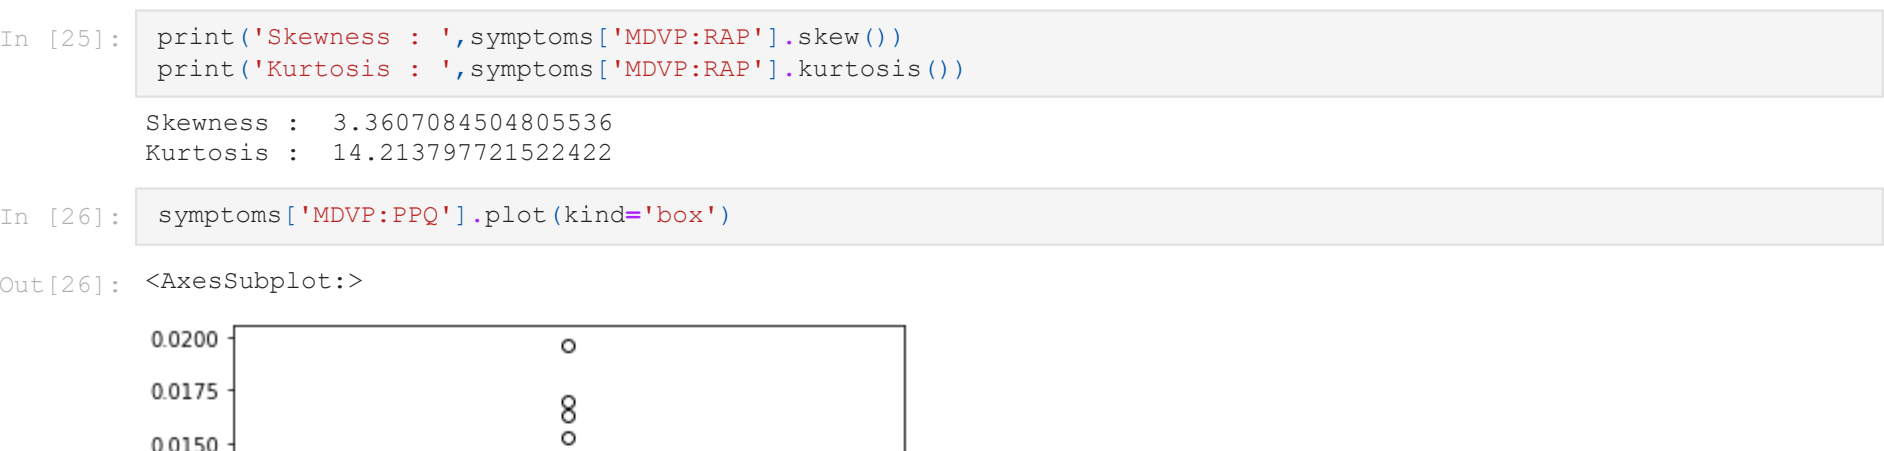 In [25]: print('Skewness : ',symptoms['MDVP:RAP'].skew())
print('Kurtosis : ',symptoms['MDVP:RAP'].kurtosis())
Skewness :  3.3607084504805536
Kurtosis :  14.213797721522422
In [26]: symptoms['MDVP:PPQ'].plot(kind='box')
Out[26]: <AxesSubplot:>
0.0200
0.0175
0.0150